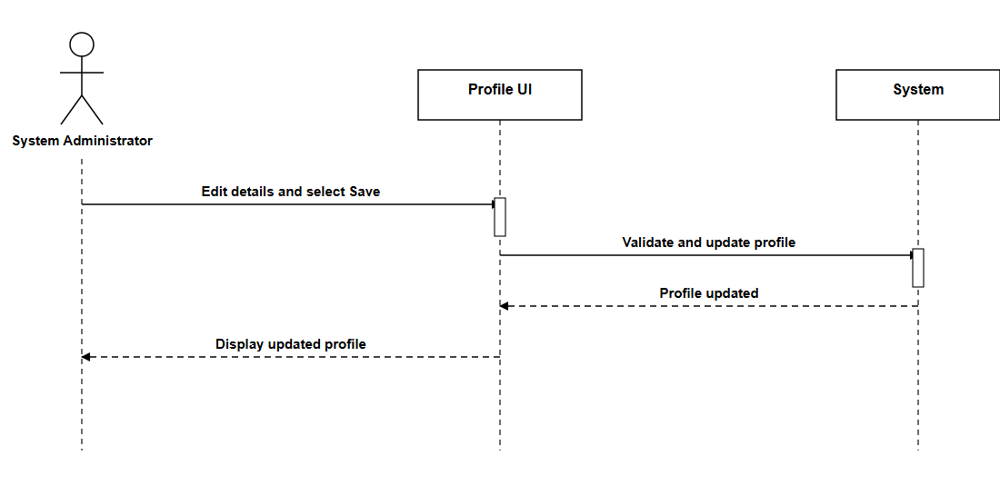 Profile UI
System
System Administrator
Edit details and select Save
Validate and update profile
Profile updated
Display updated profile